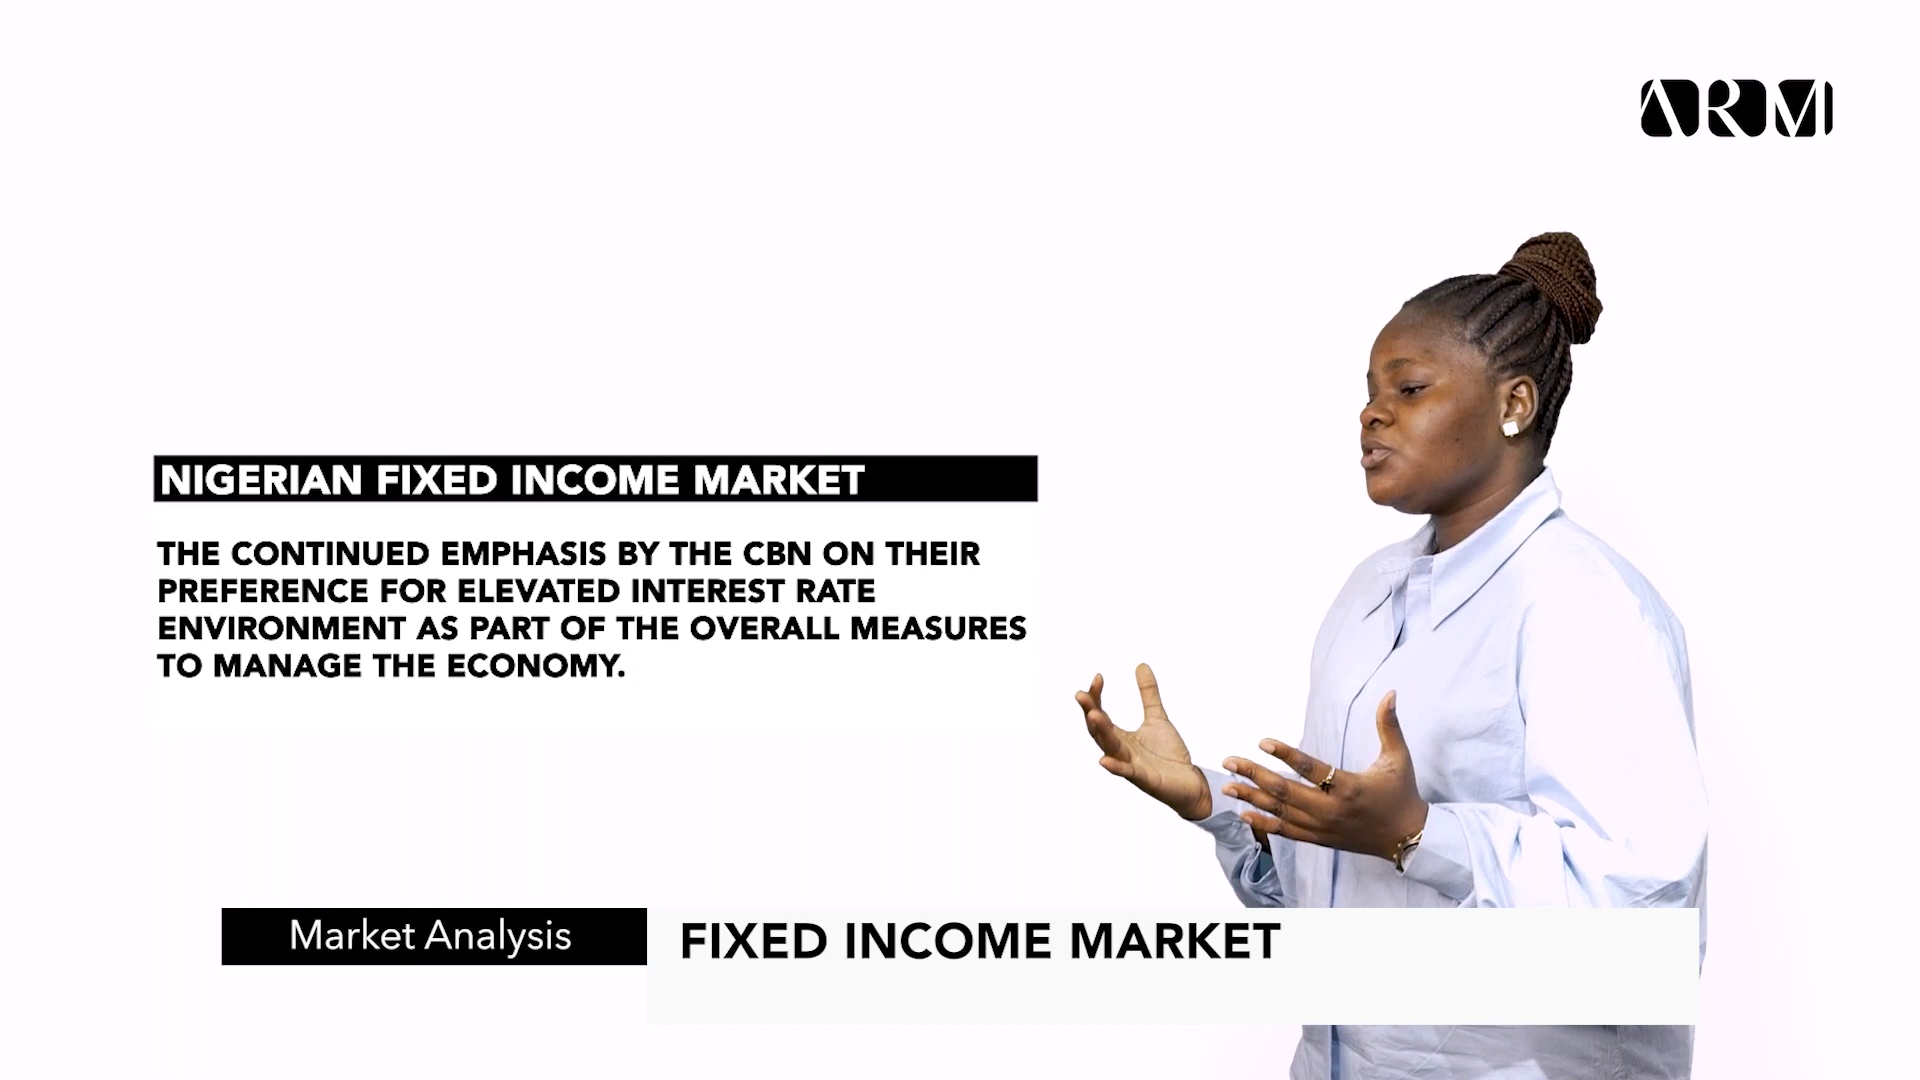 ARM
NIGERIAN FIXED INCOME MARKET
THE CONTINUED EMPHASIS BY THE CBN ON THEIR
PREFERENCE FOR ELEVATED INTEREST RATE
ENVIRONMENT AS PART OF THE OVERALL MEASURES
TO MANAGE THE ECONOMY.
Market Analysis
FIXED INCOME MARKET